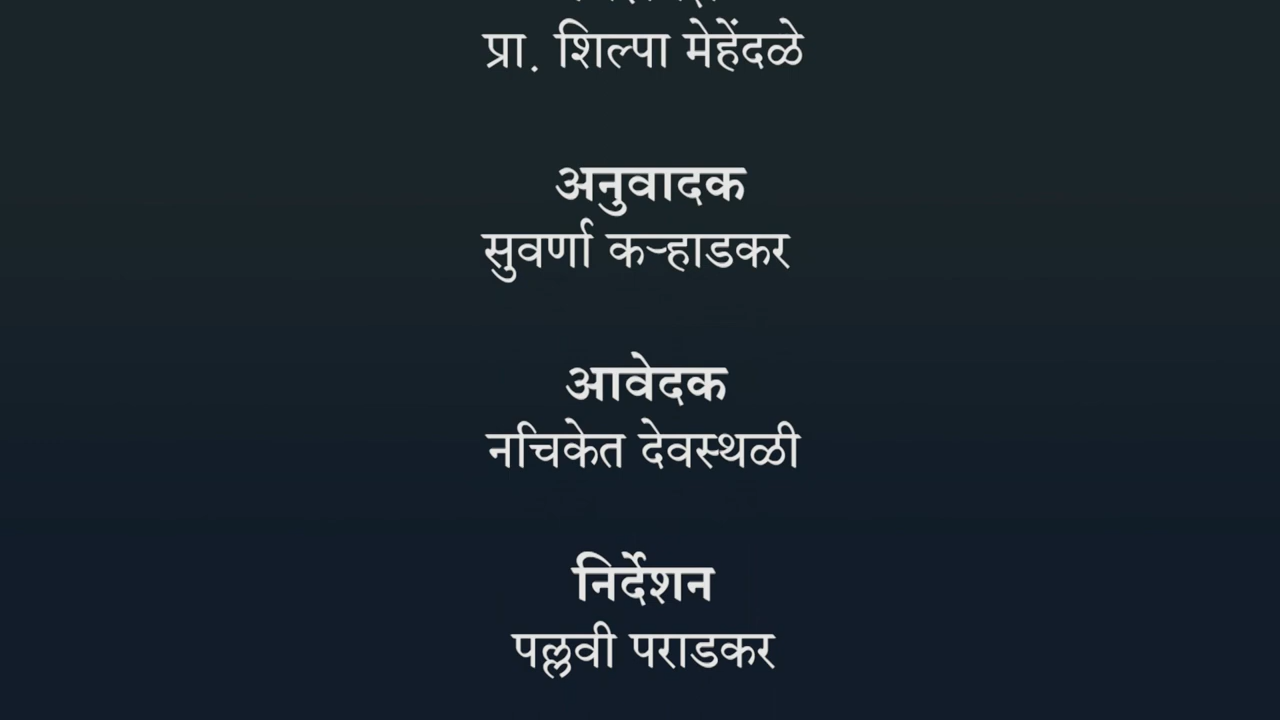 प्रा. शिल्पा मेहेंदळे
अनुवादक
सुवर्णा कऱ्हाडकर
आवेदक
नचिकेत देवस्थळी
निर्देशन
पल्लवी पराडकर